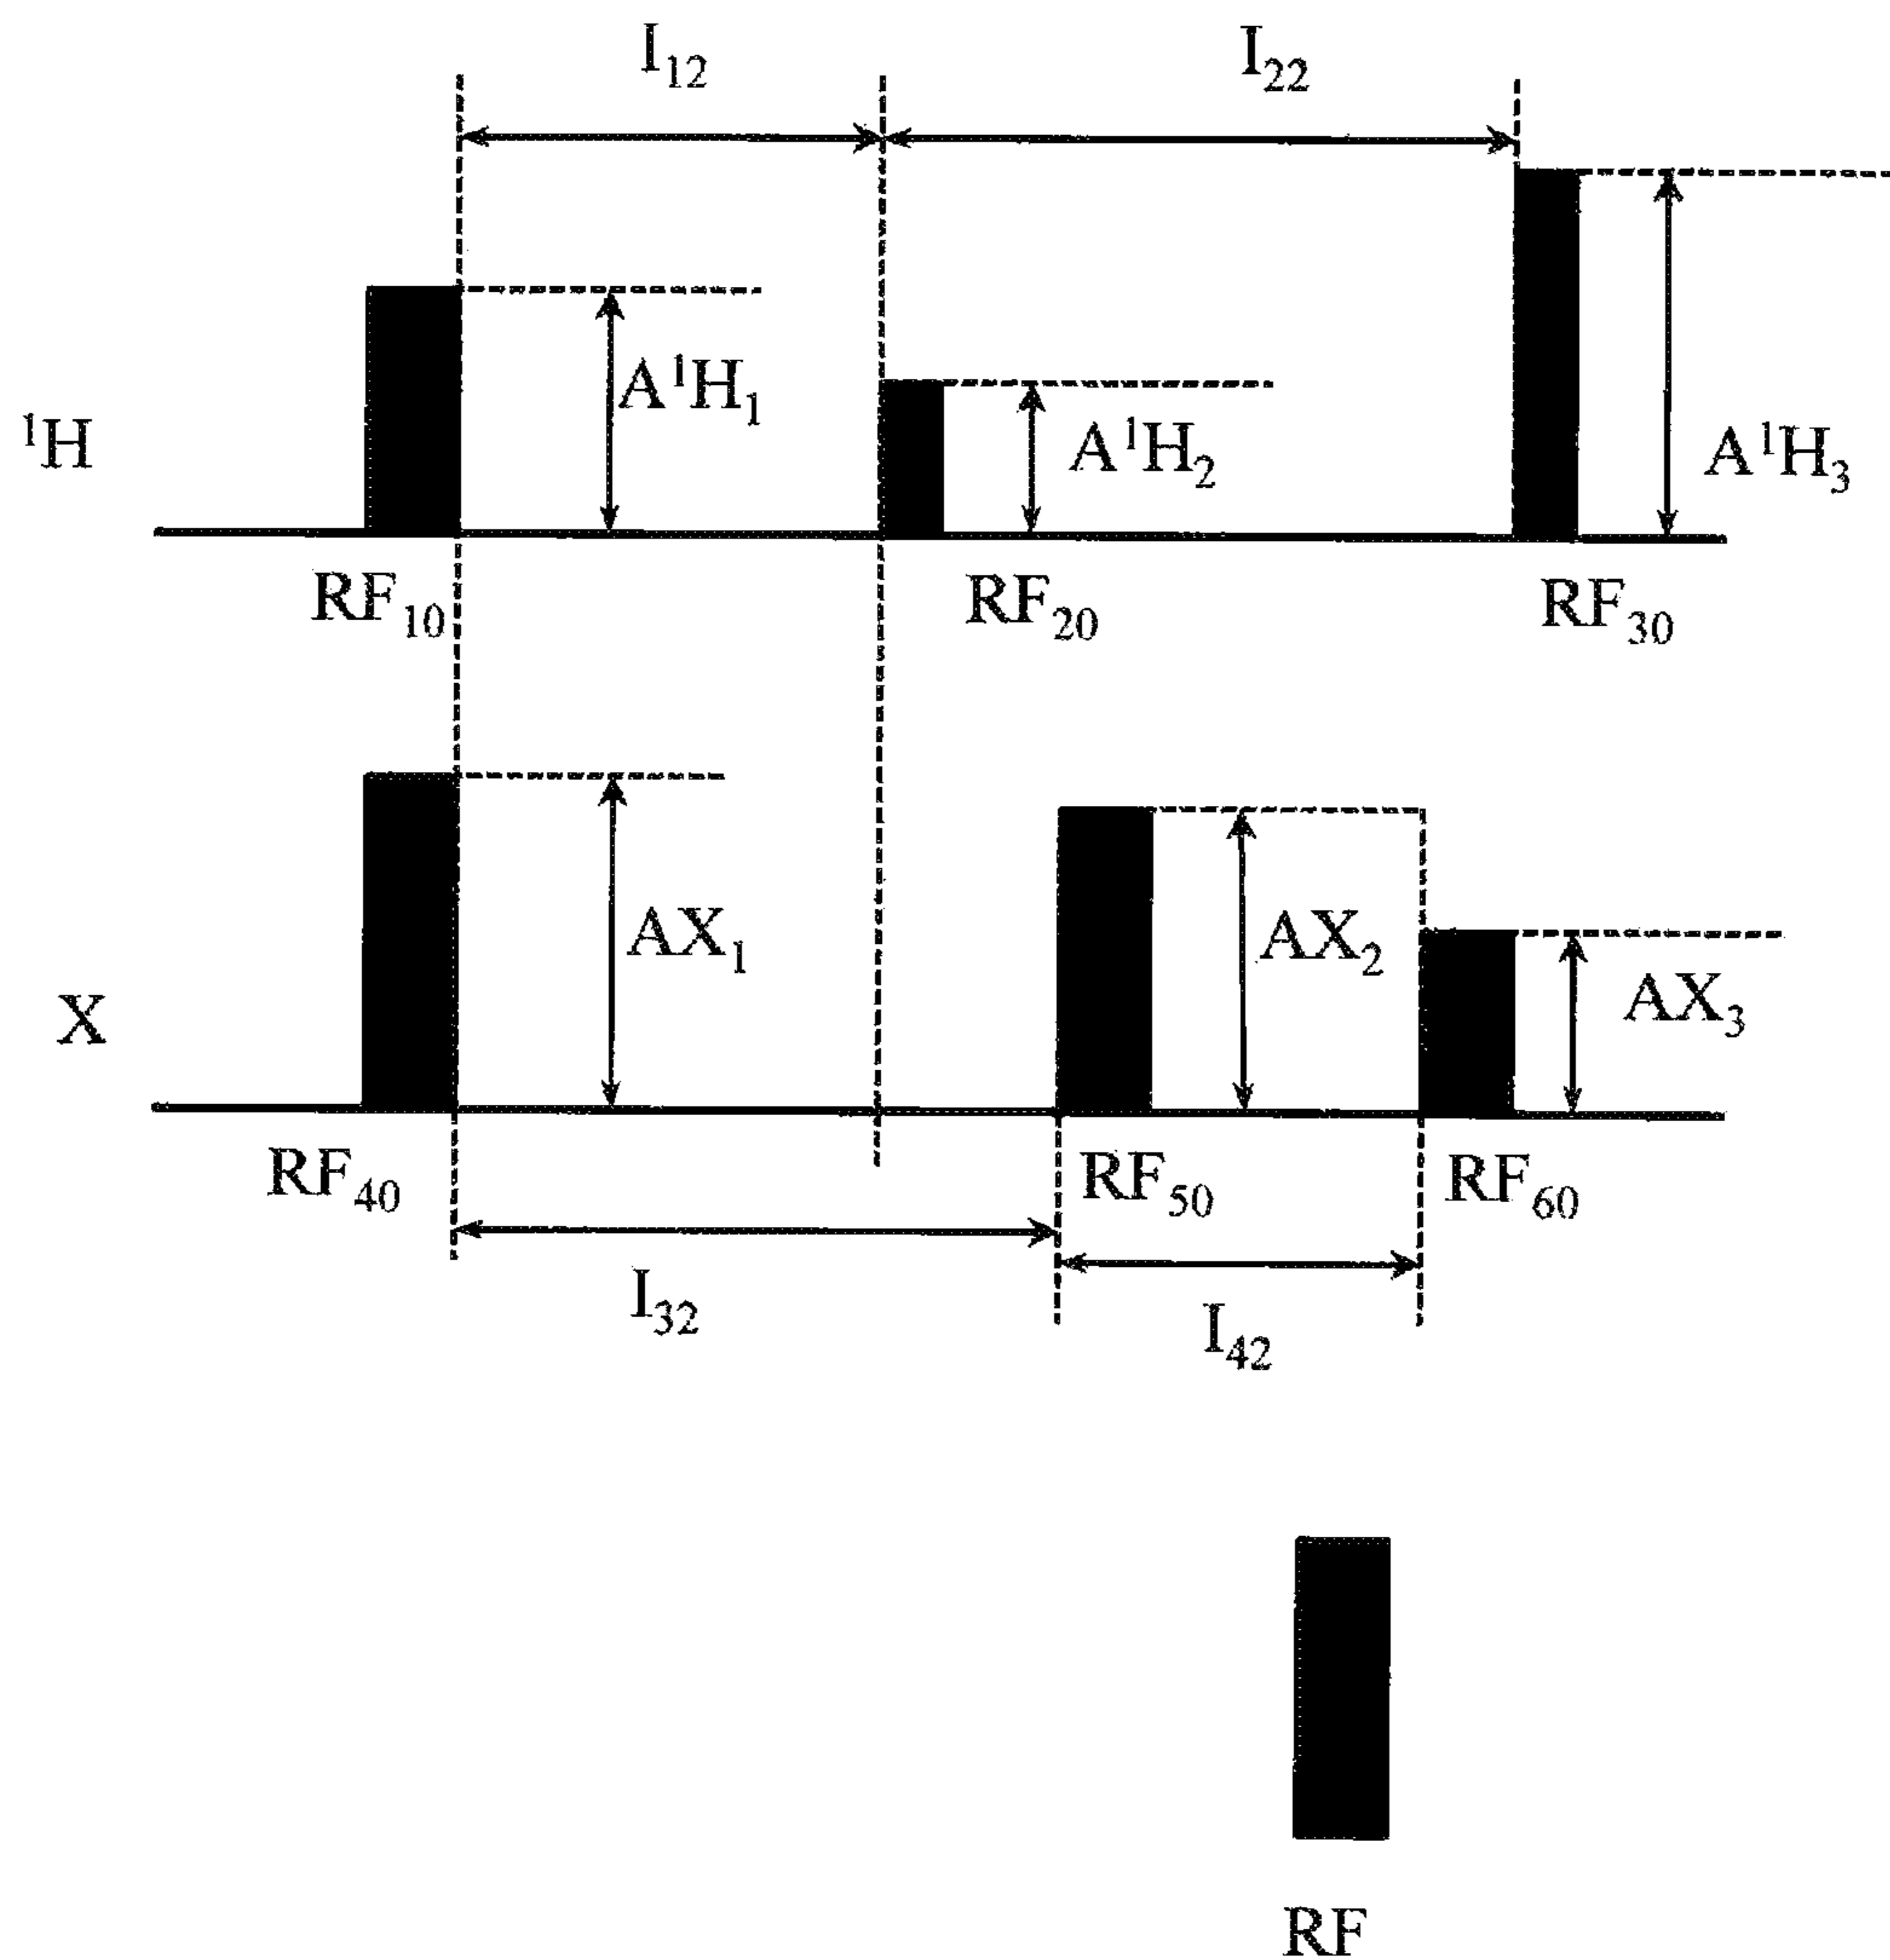 I₁₂
I₂₂
A¹H₁
A¹H₂
A¹H₃
¹H
RF₁₀
RF₂₀
RF₃₀
AX₁
AX₂
AX₃
X
RF₄₀
RF₅₀
RF₆₀
I₃₂
I₄₂
RF